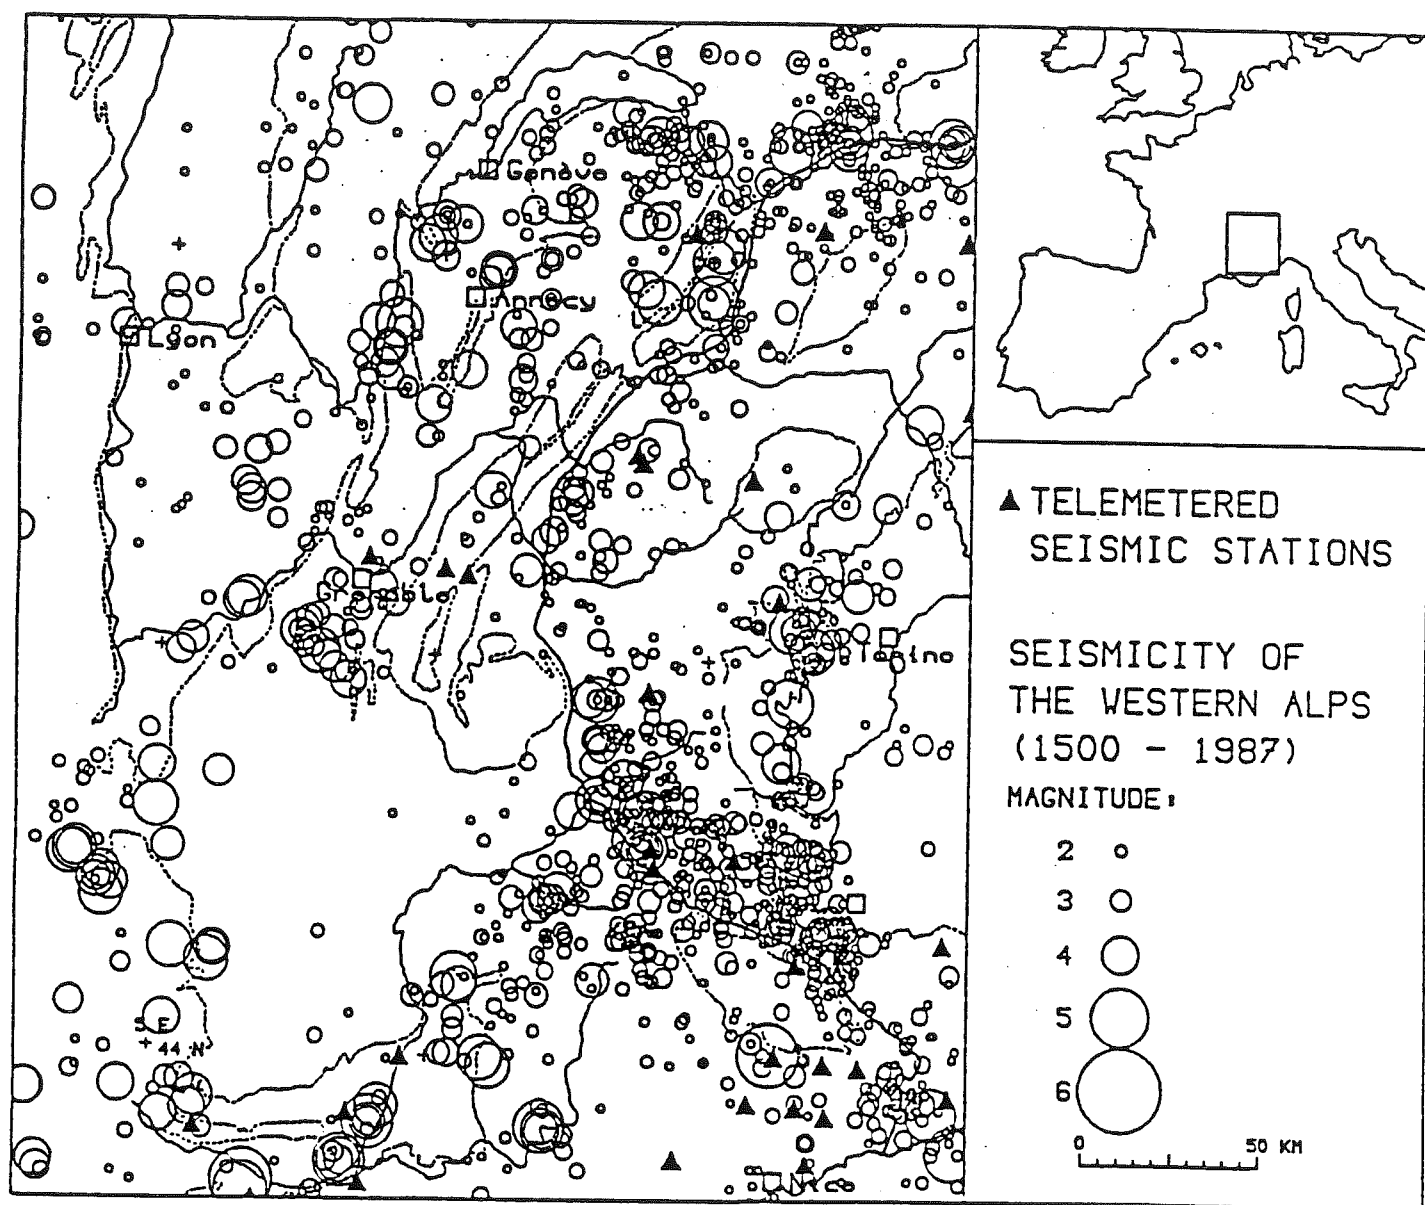 Genève
Annecy
Lyon
Grenoble
Torino
5 E
44 N
Nice
TELEMETERED
SEISMIC STATIONS
SEISMICITY OF
THE WESTERN ALPS
(1500 - 1987)
MAGNITUDE:
2
3
4
5
6
0 50 KM